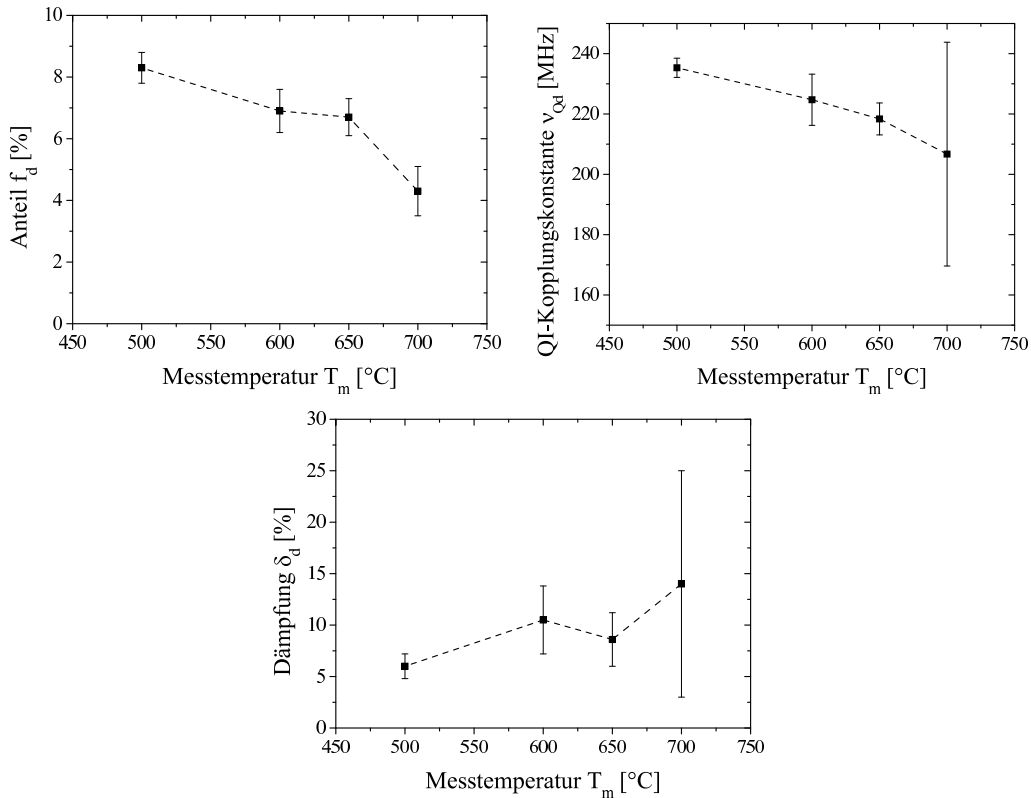 10
8
6
4
2
0
Anteil f_d [%]
450 500 550 600 650 700 750
Messtemperatur T_m [°C]
240
220
200
180
160
QI-Kopplungskonstante ν_Qd [MHz]
450 500 550 600 650 700 750
Messtemperatur T_m [°C]
30
25
20
15
10
5
0
Dämpfung δ_d [%]
450 500 550 600 650 700 750
Messtemperatur T_m [°C]